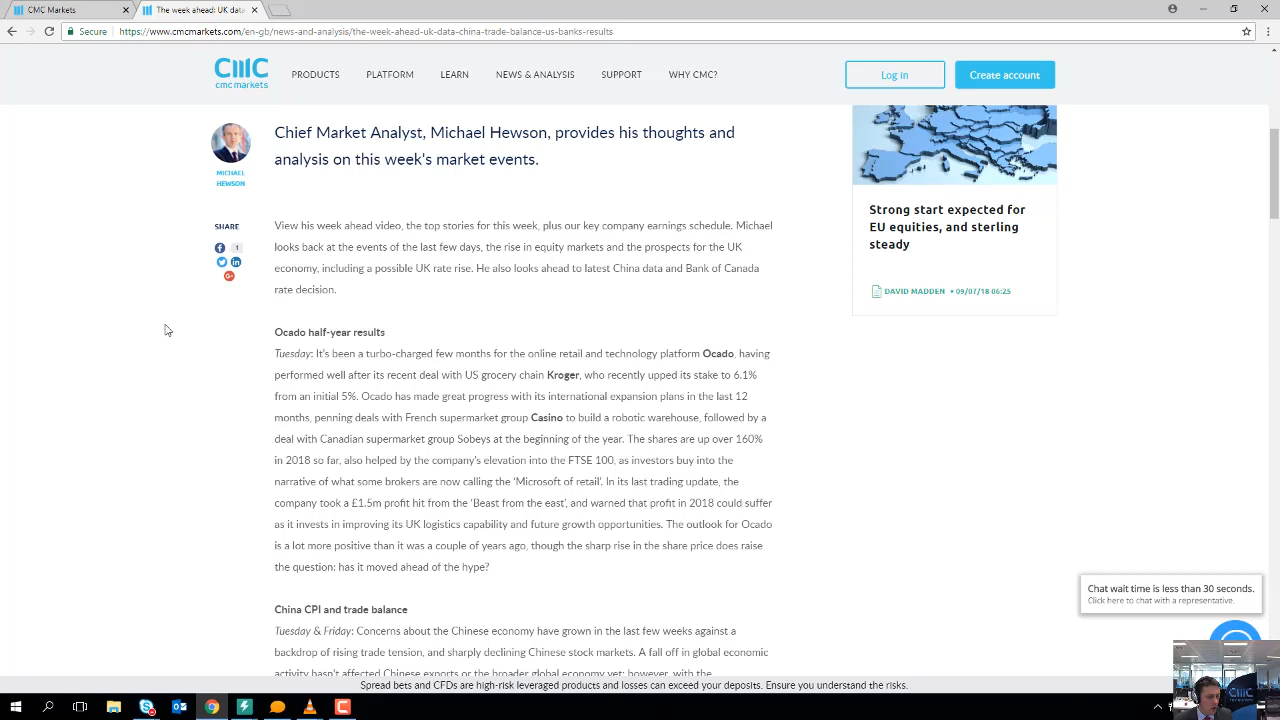 CMC Markets
The week ahead: UK data
Secure
https://www.cmcmarkets.com/en-gb/news-and-analysis/the-week-ahead-uk-data-china-trade-balance-us-banks-results
cmc markets
PRODUCTS
PLATFORM
LEARN
NEWS & ANALYSIS
SUPPORT
WHY CMC?
Log in
Create account
Chief Market Analyst, Michael Hewson, provides his thoughts and
analysis on this week's market events.
MICHAEL
HEWSON
SHARE
1
View his week ahead video, the top stories for this week, plus our key company earnings schedule. Michael
looks back at the events of the last few days, the rise in equity markets and the prospects for the UK
economy, including a possible UK rate rise. He also looks ahead to latest China data and Bank of Canada
rate decision.
Ocado half-year results
Tuesday: It's been a turbo-charged few months for the online retail and technology platform Ocado, having
performed well after its recent deal with US grocery chain Kroger, who recently upped its stake to 6.1%
from an initial 5%. Ocado has made great progress with its international expansion plans in the last 12
months, penning deals with French supermarket group Casino to build a robotic warehouse, followed by a
deal with Canadian supermarket group Sobeys at the beginning of the year. The shares are up over 160%
in 2018 so far, also helped by the company's elevation into the FTSE 100, as investors buy into the
narrative of what some brokers are now calling the 'Microsoft of retail'. In its last trading update, the
company took a £1.5m profit hit from the 'Beast from the east', and warned that profit in 2018 could suffer
as it invests in improving its UK logistics capability and future growth opportunities. The outlook for Ocado
is a lot more positive than it was a couple of years ago, though the sharp rise in the share price does raise
the question: has it moved ahead of the hype?
China CPI and trade balance
Tuesday & Friday: Concerns about the Chinese economy have grown in the last few weeks against a
backdrop of rising trade tension, and sharply declining Chinese stock markets. A fall off in global economic
activity hasn't affected Chinese exports or the broader global economy yet; however, with the
Strong start expected for
EU equities, and sterling
steady
DAVID MADDEN • 09/07/18 06:25
Chat wait time is less than 30 seconds.
Click here to chat with a representative.
Spread bets and CFDs are high-risk leveraged products and losses can exceed your deposits. Ensure you understand the risks.